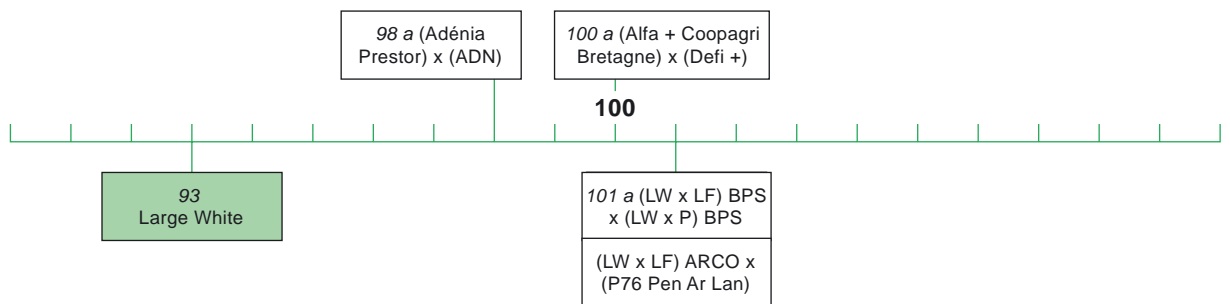 98 a (Adénia
Prestor) x (ADN)
100 a (Alfa + Coopagri
Bretagne) x (Defi +)
100
93
Large White
101 a (LW x LF) BPS
x (LW x P) BPS
(LW x LF) ARCO x
(P76 Pen Ar Lan)